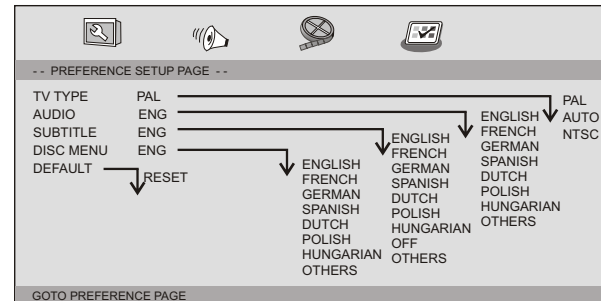 -- PREFERENCE SETUP PAGE --
TV TYPE PAL
AUDIO ENG
SUBTITLE ENG
DISC MENU ENG
DEFAULT
RESET
ENGLISH
FRENCH
GERMAN
SPANISH
DUTCH
POLISH
HUNGARIAN
OTHERS
ENGLISH
FRENCH
GERMAN
SPANISH
DUTCH
POLISH
HUNGARIAN
OFF
OTHERS
ENGLISH
FRENCH
GERMAN
SPANISH
DUTCH
POLISH
HUNGARIAN
OTHERS
PAL
AUTO
NTSC
GOTO PREFERENCE PAGE